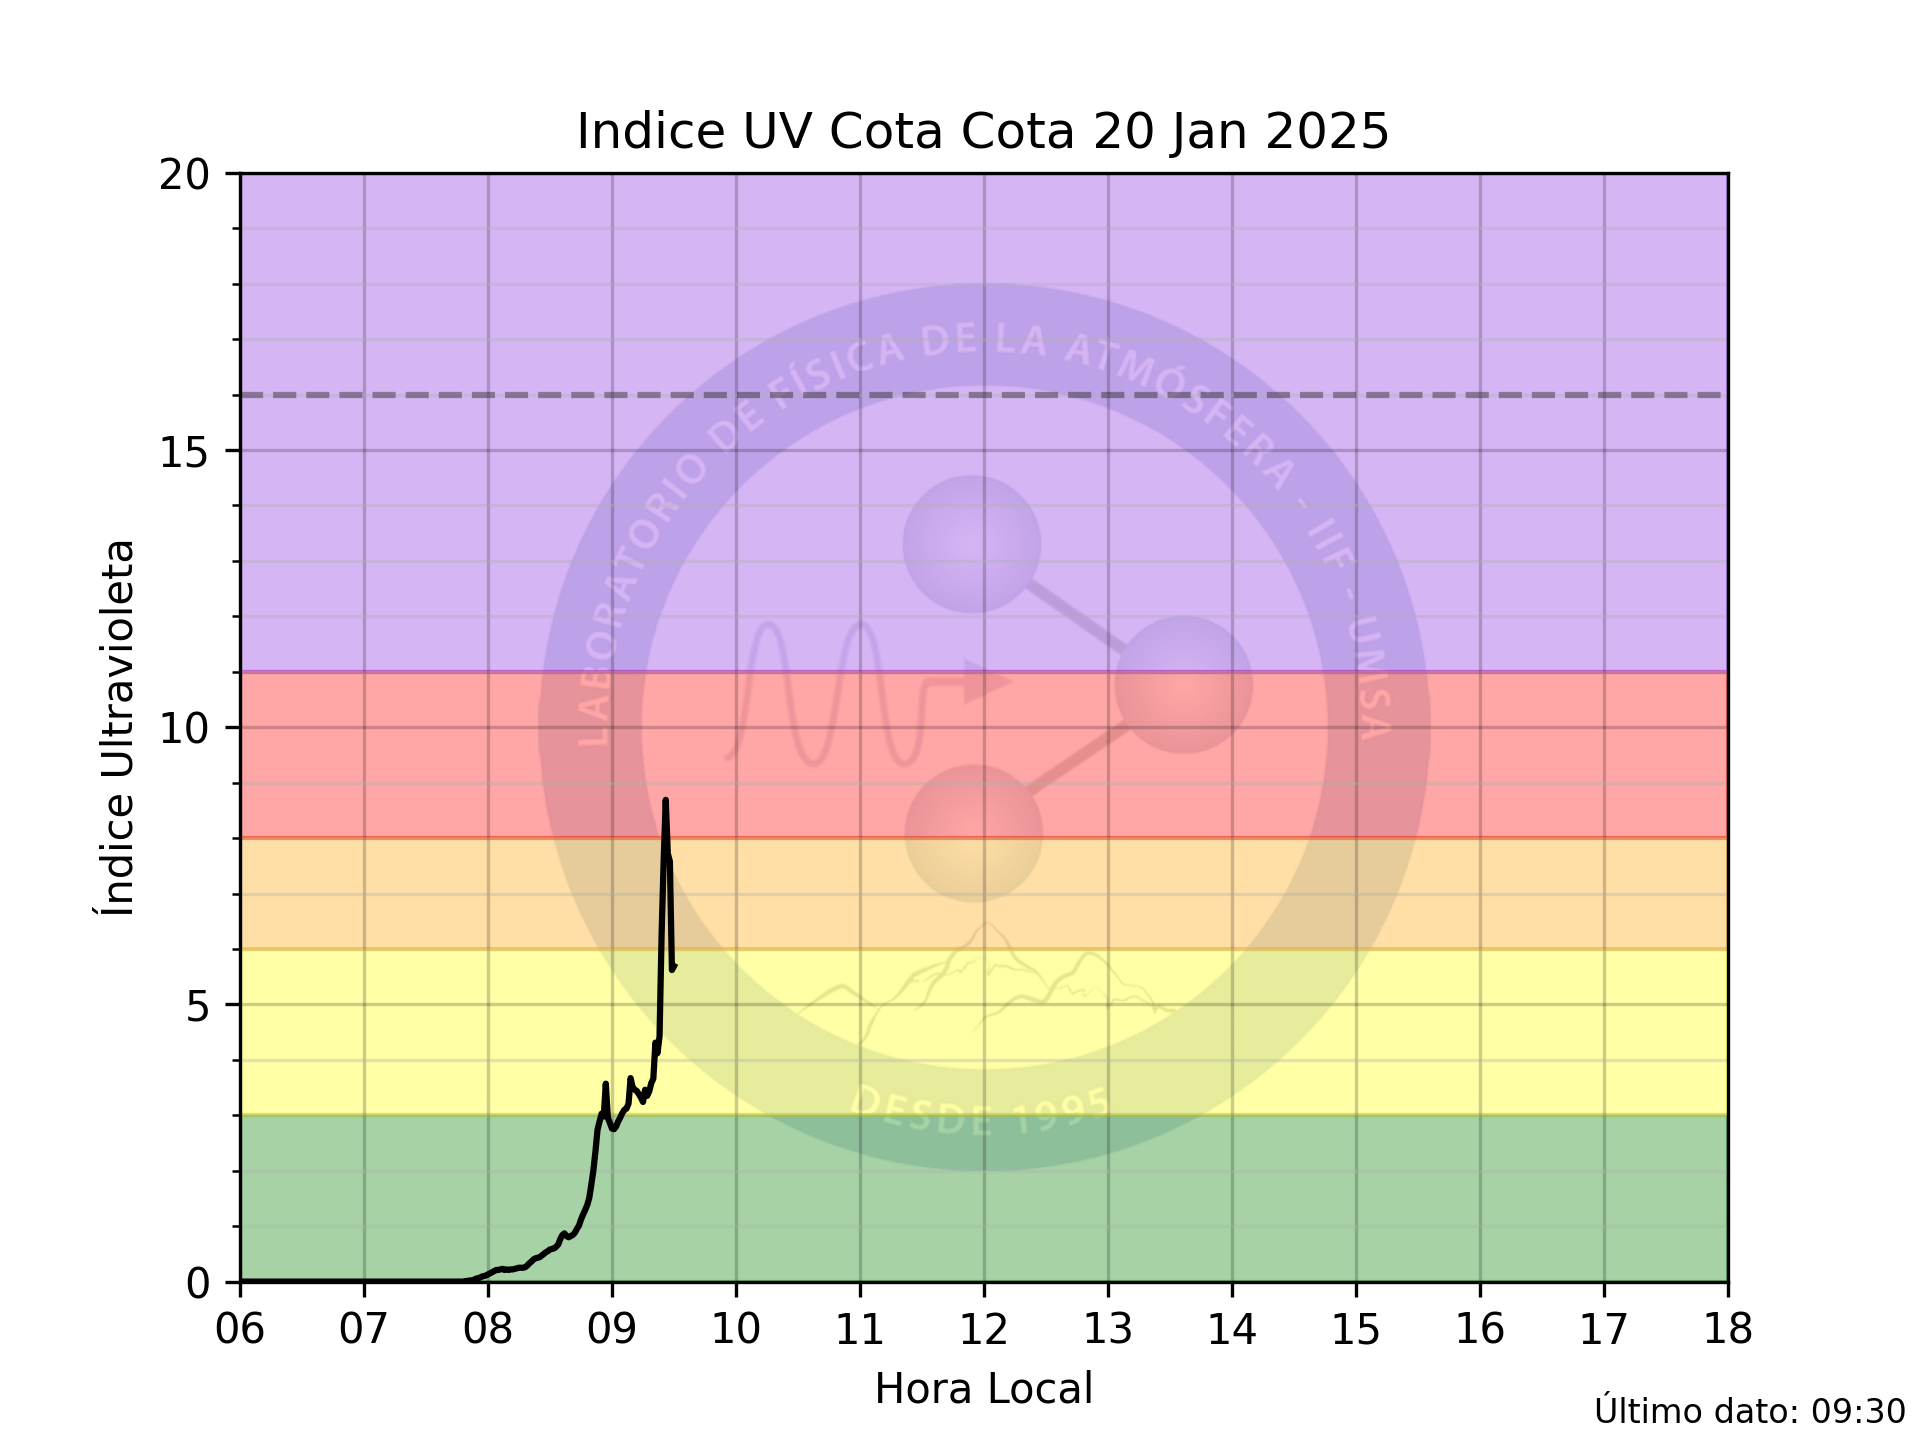 Indice UV Cota Cota 20 Jan 2025
20
15
10
5
0
Índice Ultravioleta
LABORATORIO DE FÍSICA DE LA ATMÓSFERA - IIF - UMSA
DESDE 1995
06 07 08 09 10 11 12 13 14 15 16 17 18
Hora Local
Último dato: 09:30